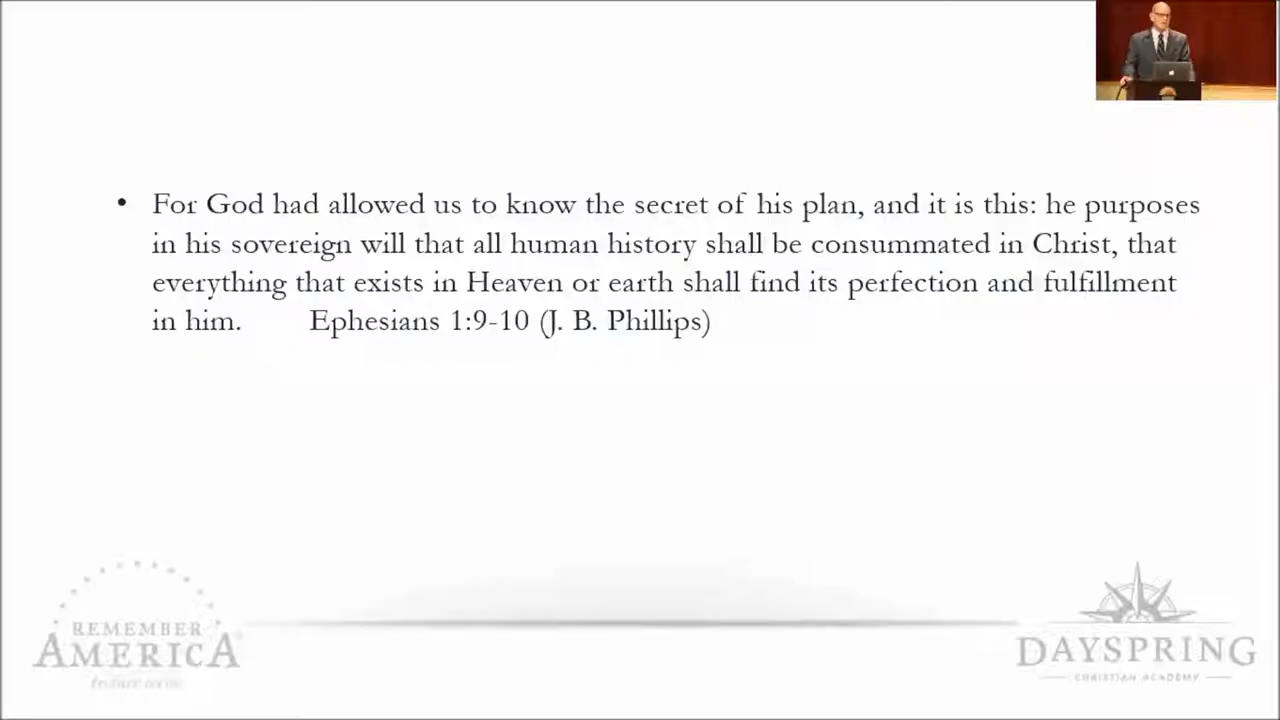 • For God had allowed us to know the secret of his plan, and it is this: he purposes
in his sovereign will that all human history shall be consummated in Christ, that
everything that exists in Heaven or earth shall find its perfection and fulfillment
in him. Ephesians 1:9-10 (J. B. Phillips)
REMEMBER
AMERICA
lecture series
DAYSPRING
CHRISTIAN ACADEMY